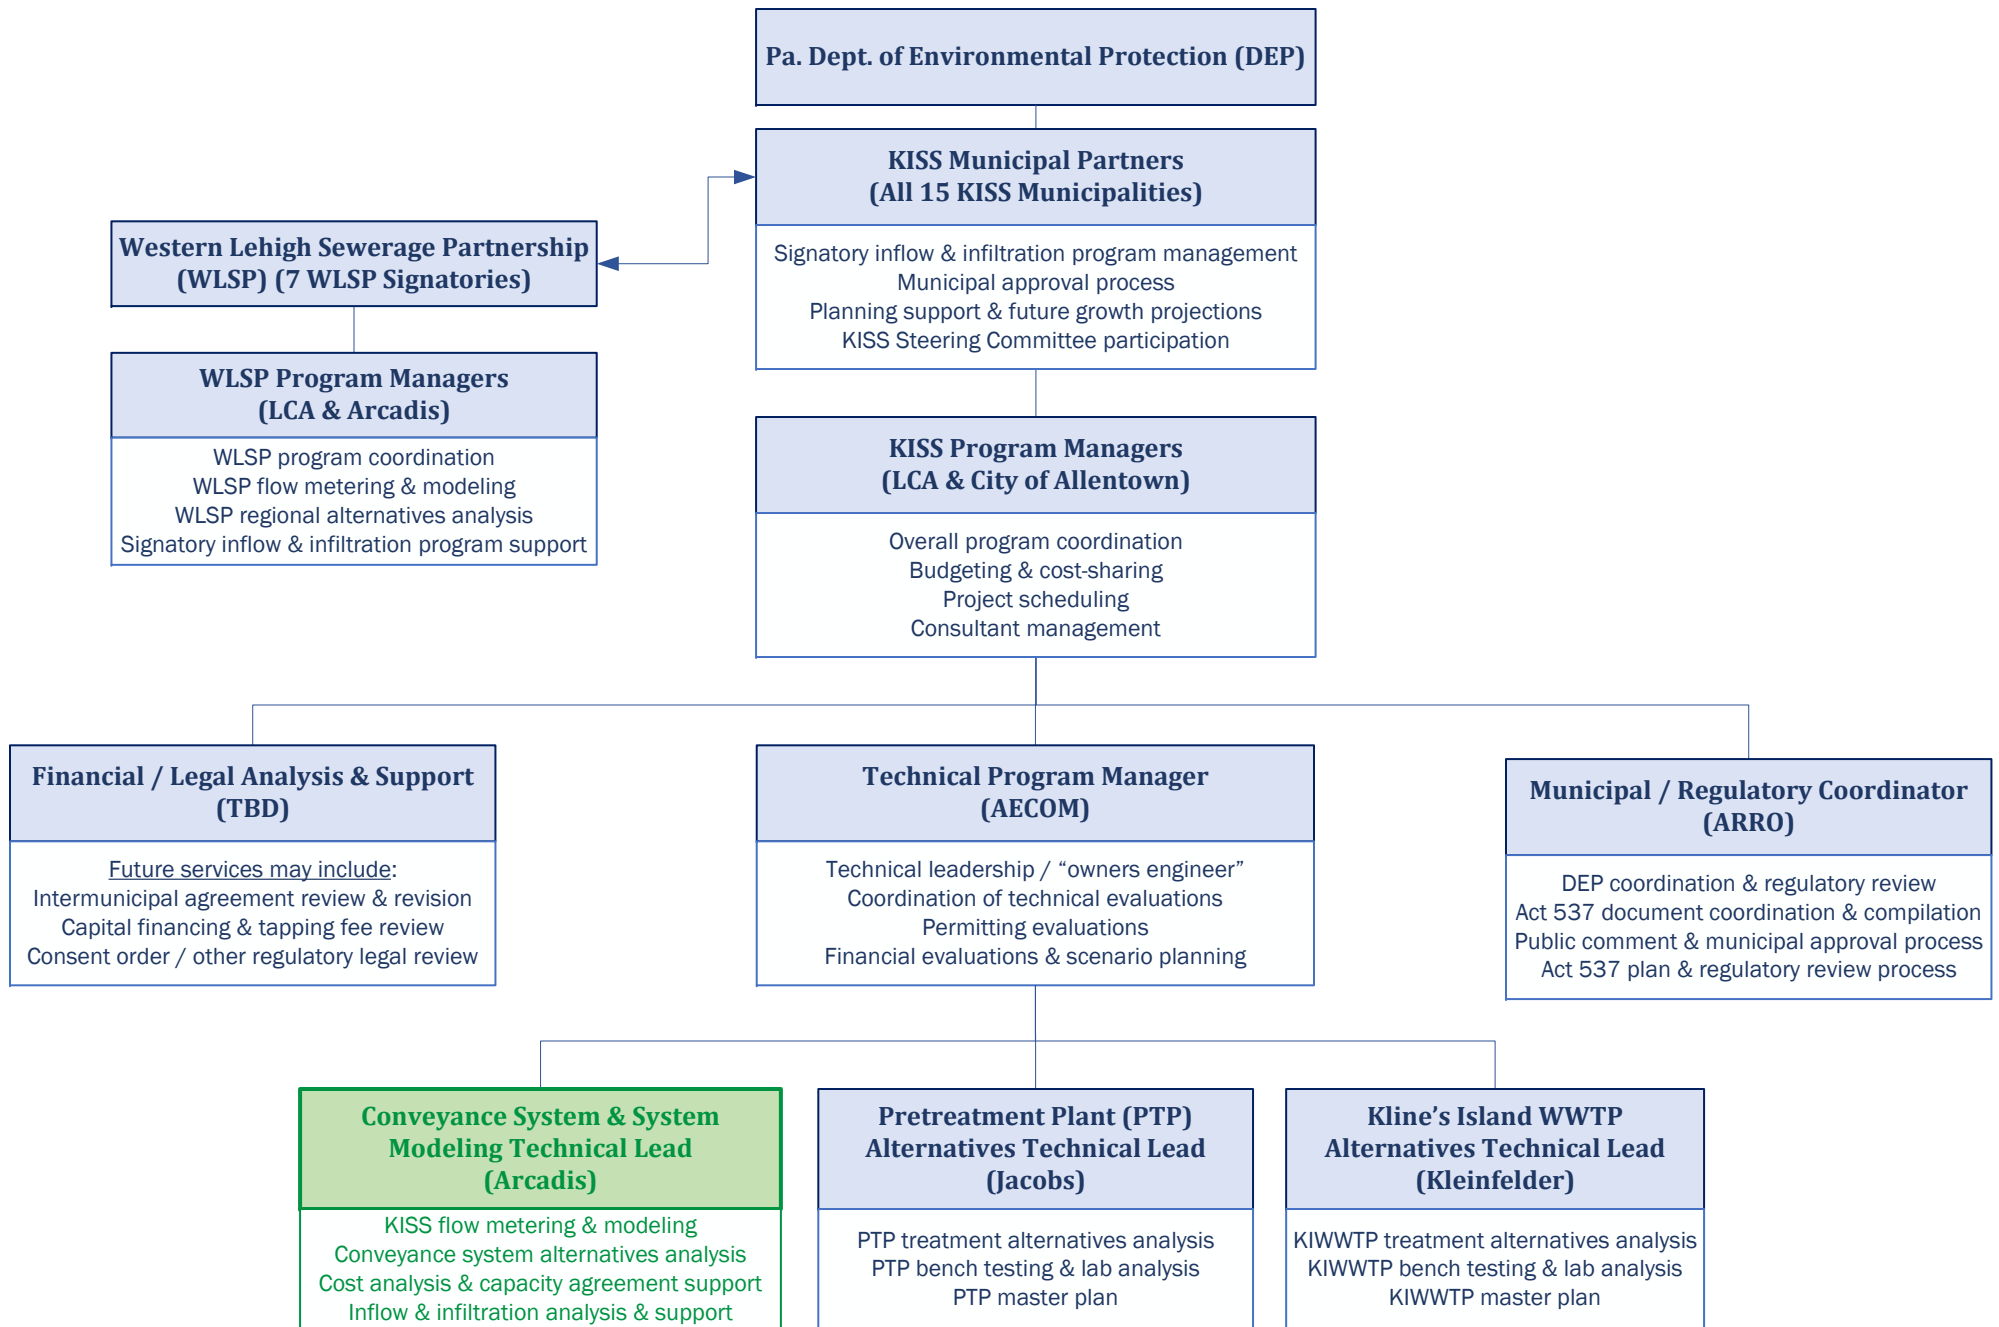 Pa. Dept. of Environmental Protection (DEP)
KISS Municipal Partners
(All 15 KISS Municipalities)
Signatory inflow & infiltration program management
Municipal approval process
Planning support & future growth projections
KISS Steering Committee participation
Western Lehigh Sewerage Partnership
(WLSP) (7 WLSP Signatories)
WLSP Program Managers
(LCA & Arcadis)
WLSP program coordination
WLSP flow metering & modeling
WLSP regional alternatives analysis
Signatory inflow & infiltration program support
KISS Program Managers
(LCA & City of Allentown)
Overall program coordination
Budgeting & cost-sharing
Project scheduling
Consultant management
Financial / Legal Analysis & Support
(TBD)
Future services may include:
Intermunicipal agreement review & revision
Capital financing & tapping fee review
Consent order / other regulatory legal review
Technical Program Manager
(AECOM)
Technical leadership / “owners engineer”
Coordination of technical evaluations
Permitting evaluations
Financial evaluations & scenario planning
Municipal / Regulatory Coordinator
(ARRO)
DEP coordination & regulatory review
Act 537 document coordination & compilation
Public comment & municipal approval process
Act 537 plan & regulatory review process
Conveyance System & System
Modeling Technical Lead
(Arcadis)
KISS flow metering & modeling
Conveyance system alternatives analysis
Cost analysis & capacity agreement support
Inflow & infiltration analysis & support
Pretreatment Plant (PTP)
Alternatives Technical Lead
(Jacobs)
PTP treatment alternatives analysis
PTP bench testing & lab analysis
PTP master plan
Kline’s Island WWTP
Alternatives Technical Lead
(Kleinfelder)
KIWWTP treatment alternatives analysis
KIWWTP bench testing & lab analysis
KIWWTP master plan